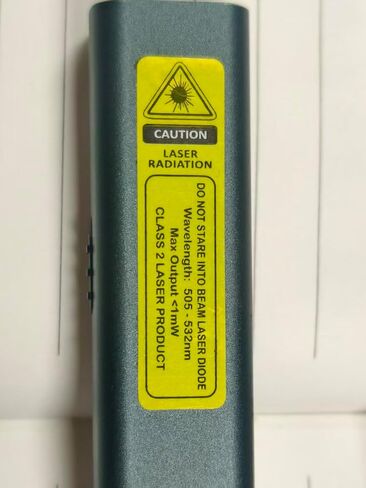 CAUTION
LASER
RADIATION
DO NOT STARE INTO BEAM LASER DIODE
Wavelength: 505 - 532nm
Max Output <1mW
CLASS 2 LASER PRODUCT